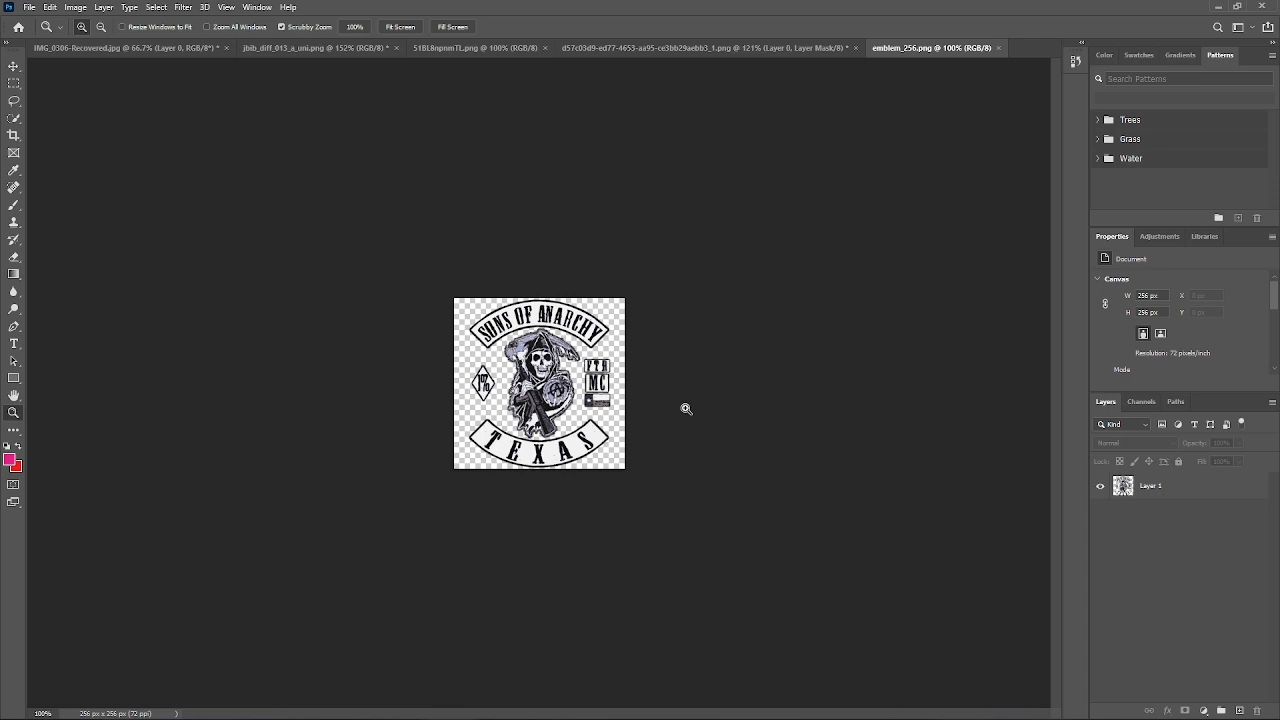 File Edit Image Layer Type Select Filter 3D View Window Help
Resize Windows to Fit Zoom All Windows Scrubby Zoom 100% Fit Screen Fill Screen
IMG_0306-Recovered.jpg @ 66.7% (Layer 0, RGB/8*) * × jbib_diff_013_a_uni.png @ 152% (RGB/8) * × 51BL8npnmTL.png @ 100% (RGB/8) × d57c03d9-ed77-4653-aa95-ce3bb29aebb3_1.png @ 121% (Layer 0, Layer Mask/8) * × emblem_256.png @ 100% (RGB/8) ×
Color Swatches Gradients Patterns
Search Patterns
Trees
Grass
Water
Properties Adjustments Libraries
Document
Canvas
W 256 px X 0 px
H 256 px Y 0 px
Resolution: 72 pixels/inch
Mode
Layers Channels Paths
Kind
Normal Opacity: 100%
Lock: Fill: 100%
Layer 1
SONS OF ANARCHY
1%
MC
TEXAS
100% 256 px x 256 px (72 ppi)